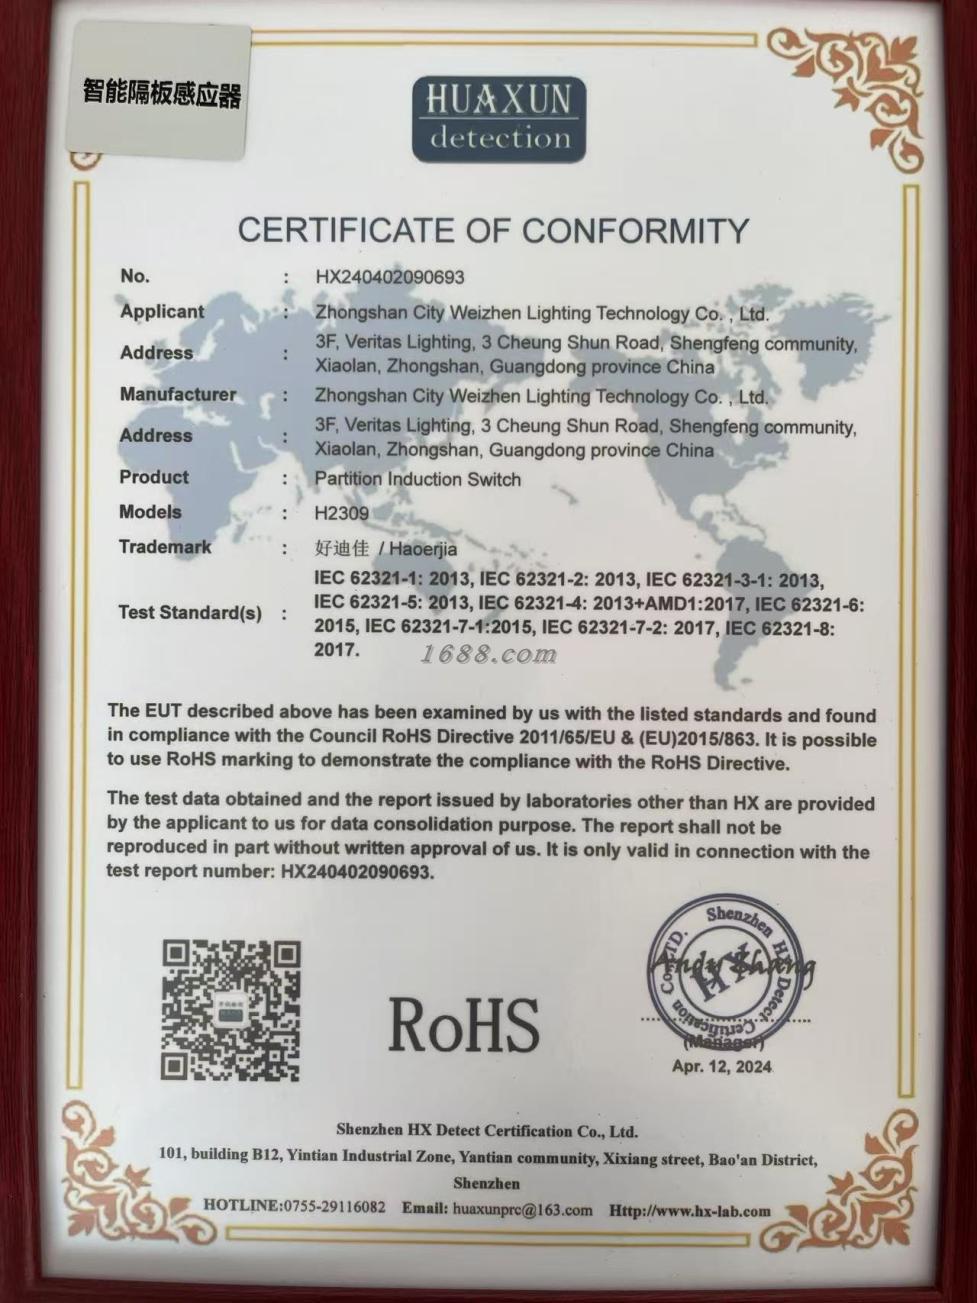 智能隔板感应器
HUAXUN
detection
CERTIFICATE OF CONFORMITY
No. : HX240402090693
Applicant : Zhongshan City Weizhen Lighting Technology Co. , Ltd.
Address : 3F, Veritas Lighting, 3 Cheung Shun Road, Shengfeng community,
Xiaolan, Zhongshan, Guangdong province China
Manufacturer : Zhongshan City Weizhen Lighting Technology Co. , Ltd.
Address : 3F, Veritas Lighting, 3 Cheung Shun Road, Shengfeng community,
Xiaolan, Zhongshan, Guangdong province China
Product : Partition Induction Switch
Models : H2309
Trademark : 好迪佳 / Haoerjia
Test Standard(s) : IEC 62321-1: 2013, IEC 62321-2: 2013, IEC 62321-3-1: 2013,
IEC 62321-5: 2013, IEC 62321-4: 2013+AMD1:2017, IEC 62321-6:
2015, IEC 62321-7-1:2015, IEC 62321-7-2: 2017, IEC 62321-8:
2017.
1688.com
The EUT described above has been examined by us with the listed standards and found
in compliance with the Council RoHS Directive 2011/65/EU & (EU)2015/863. It is possible
to use RoHS marking to demonstrate the compliance with the RoHS Directive.
The test data obtained and the report issued by laboratories other than HX are provided
by the applicant to us for data consolidation purpose. The report shall not be
reproduced in part without written approval of us. It is only valid in connection with the
test report number: HX240402090693.
RoHS
Shenzhen HX Detect Certification Co., LTD.
HX
Andy Zhang
(Manager)
Apr. 12, 2024
Shenzhen HX Detect Certification Co., Ltd.
101, building B12, Yintian Industrial Zone, Yantian community, Xixiang street, Bao'an District,
Shenzhen
HOTLINE:0755-29116082 Email: huaxunprc@163.com Http://www.hx-lab.com